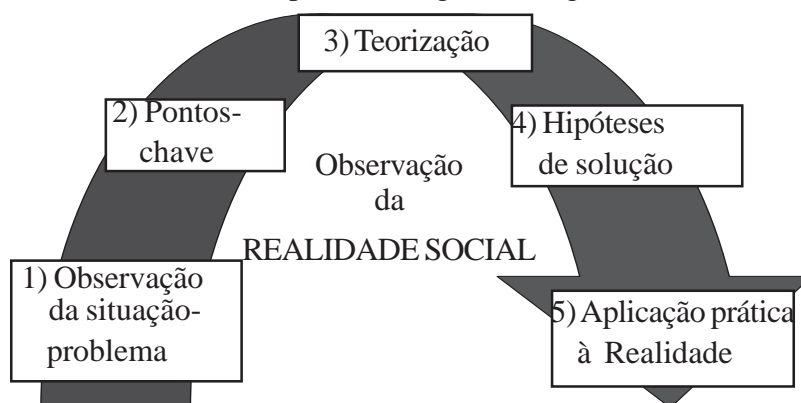 3) Teorização
2) Pontos-
chave
4) Hipóteses
de solução
Observação
da
REALIDADE SOCIAL
1) Observação
da situação-
problema
5) Aplicação prática
à Realidade